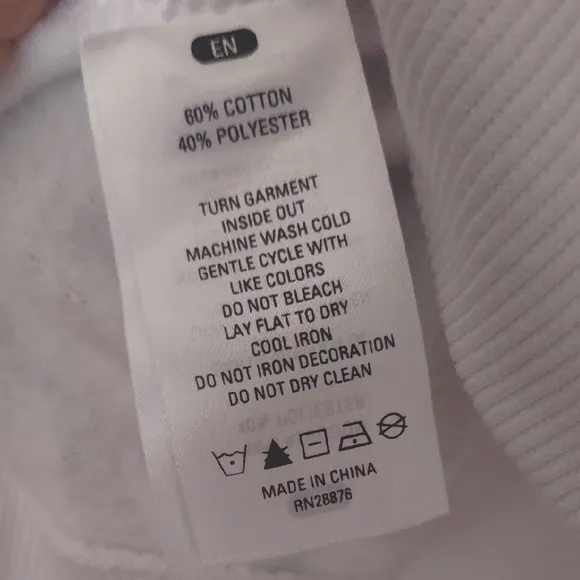 EN
60% COTTON
40% POLYESTER
TURN GARMENT
INSIDE OUT
MACHINE WASH COLD
GENTLE CYCLE WITH
LIKE COLORS
DO NOT BLEACH
LAY FLAT TO DRY
COOL IRON
DO NOT IRON DECORATION
DO NOT DRY CLEAN
MADE IN CHINA
RN28876